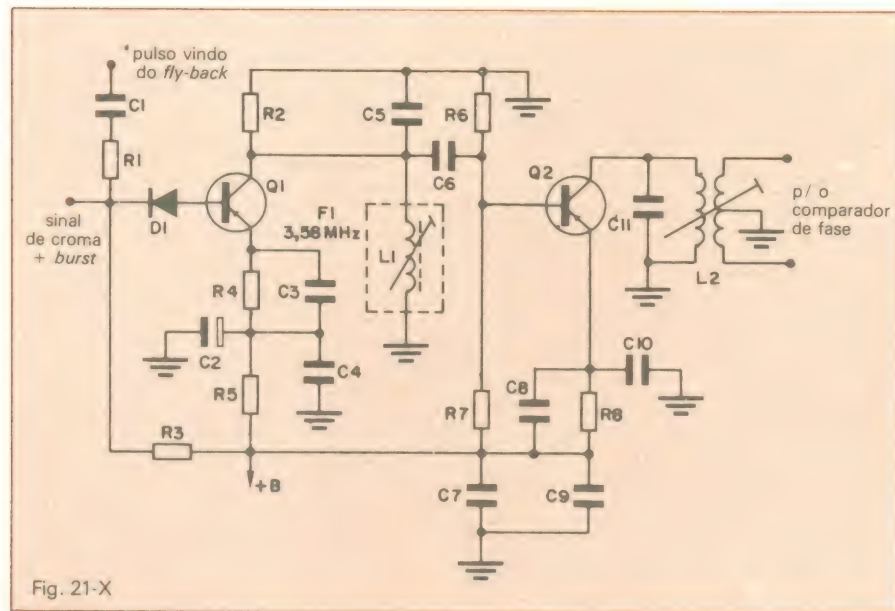 * pulso vindo
do fly-back
C1
R1
sinal
de croma
+ burst
D1
R2
Q1
F1
3,58 MHz
L1
C5
C6
R6
Q2
C11
L2
p/ o
comparador
de fase
R4
C3
C2
R5
C4
R3
+B
R7
C8
C10
R8
C7
C9
Fig. 21-X